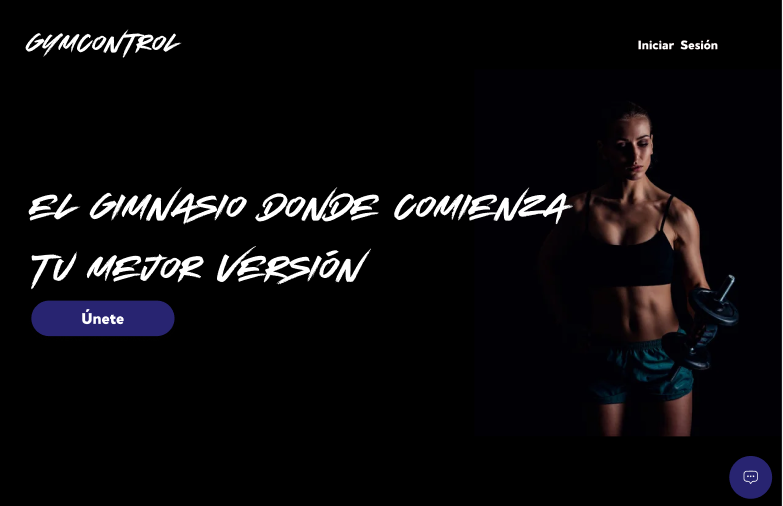 GYMCONTROL
Iniciar Sesión
EL GIMNASIO DONDE COMIENZA
TU MEJOR VERSIÓN
Únete